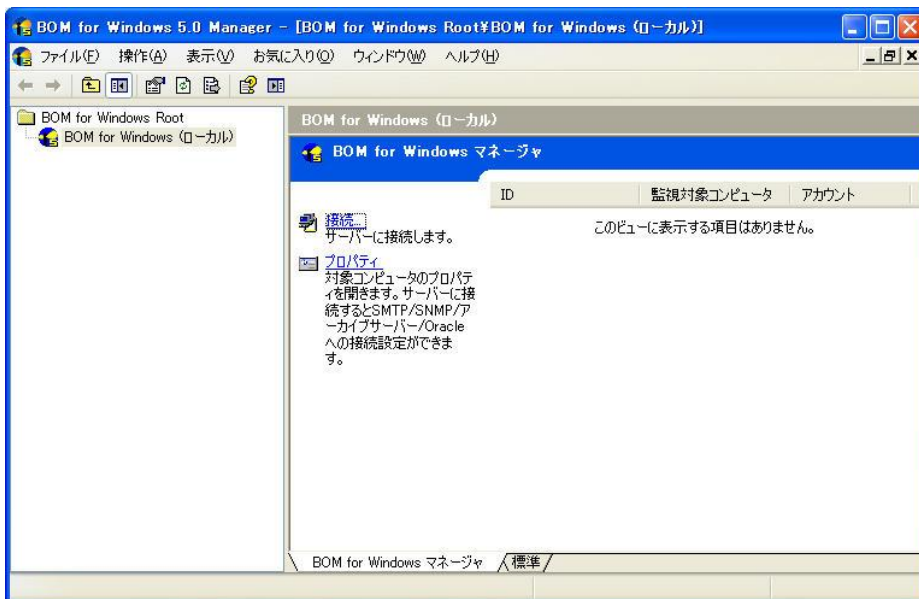 BOM for Windows 5.0 Manager - [BOM for Windows Root¥BOM for Windows (ローカル)]
ファイル(F) 操作(A) 表示(V) お気に入り(O) ウィンドウ(W) ヘルプ(H)
BOM for Windows Root
BOM for Windows (ローカル)
BOM for Windows (ローカル)
BOM for Windows マネージャ
ID 監視対象コンピュータ アカウント
このビューに表示する項目はありません。
接続...
サーバーに接続します。
プロパティ
対象コンピュータのプロパテ
ィを開きます。サーバーに接
続するとSMTP/SNMP/ア
ーカイブサーバー/Oracle
への接続設定ができま
す。
BOM for Windows マネージャ 標準